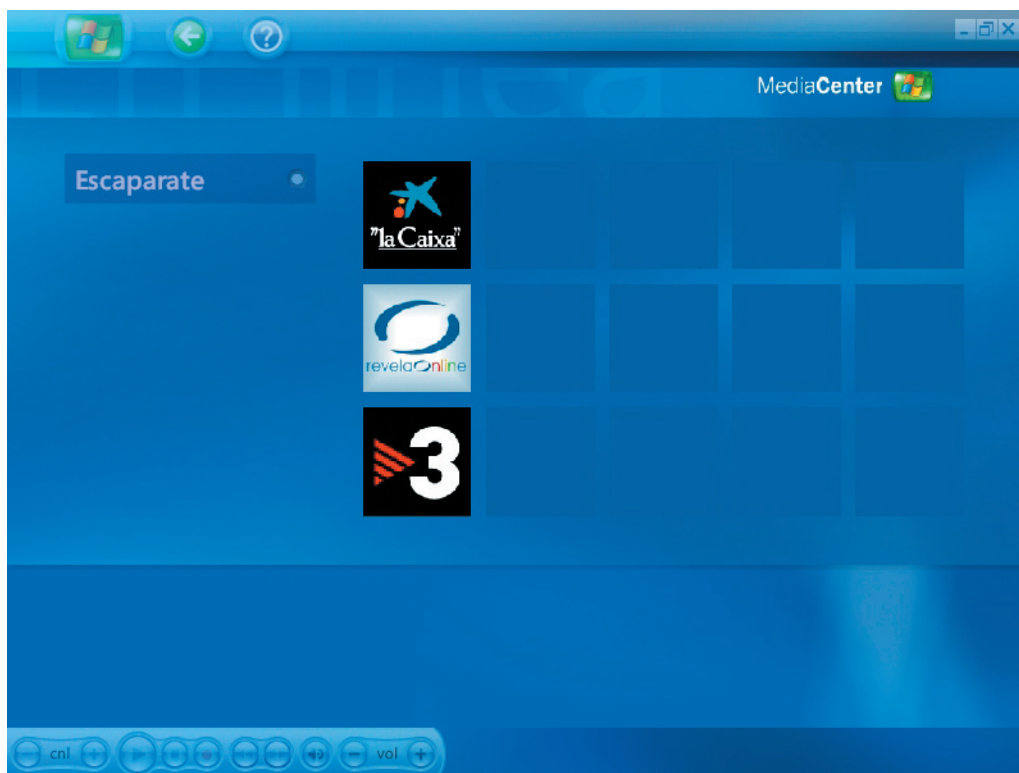 MediaCenter
Escaparate
"la Caixa"
revelaOnline
3
cnl
vol